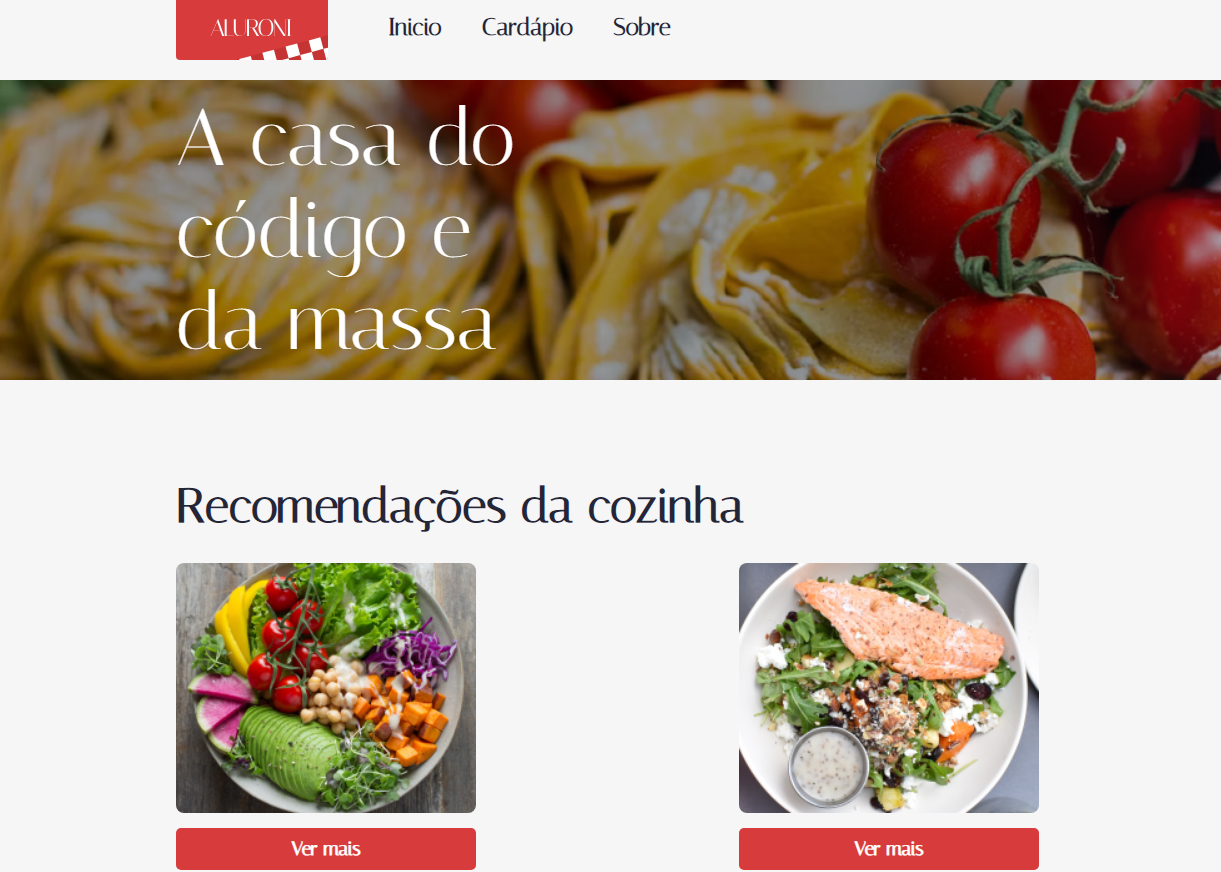 ALURONI
Inicio Cardápio Sobre
A casa do
código e
da massa
Recomendações da cozinha
Ver mais Ver mais